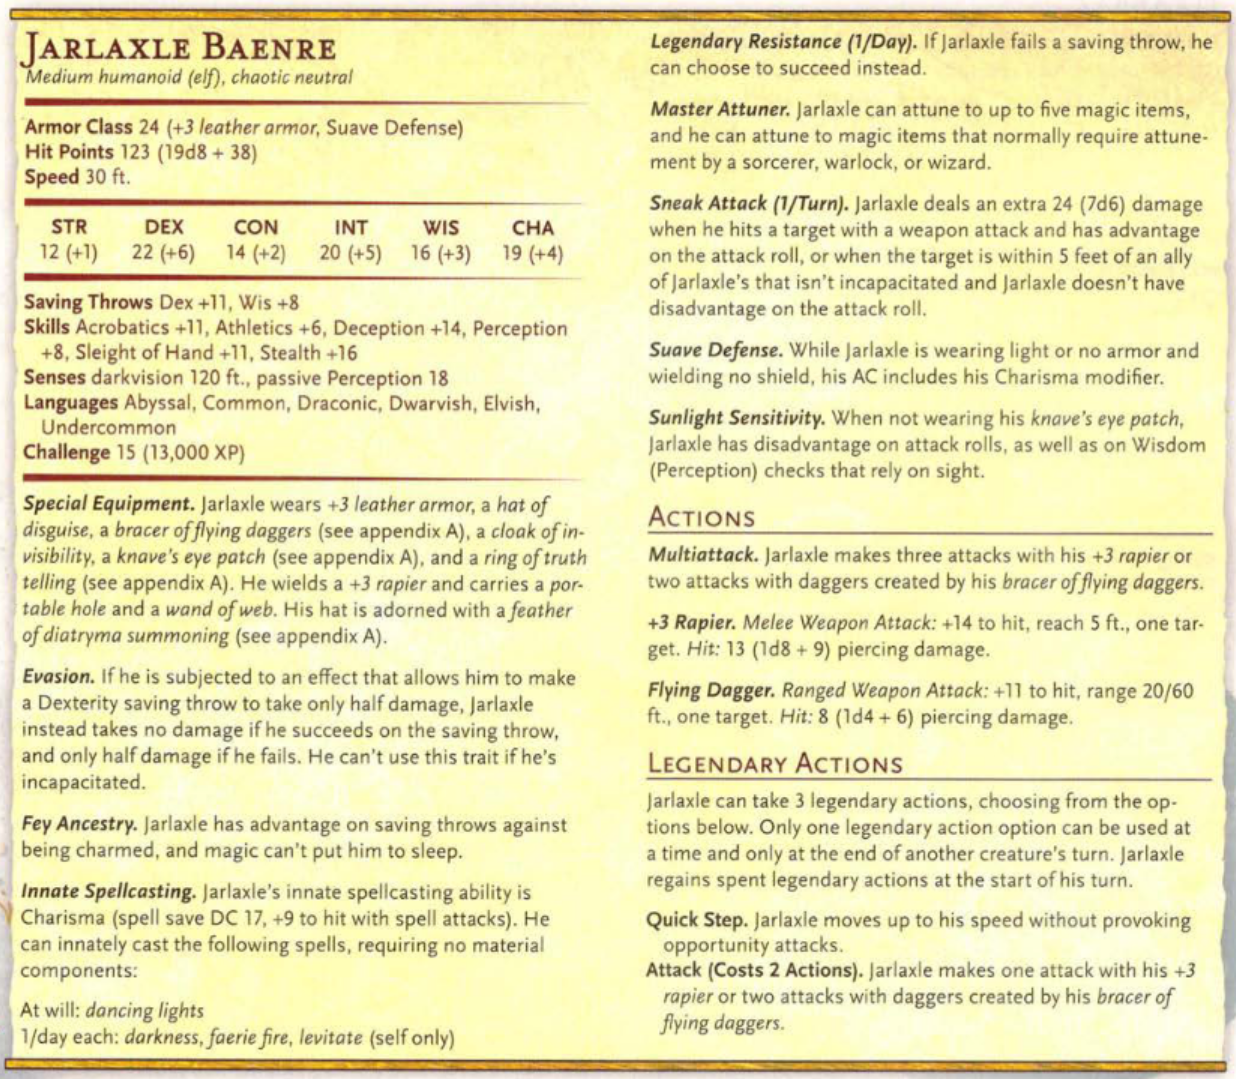 JARLAXLE BAENRE
Medium humanoid (elf), chaotic neutral
Armor Class 24 (+3 leather armor, Suave Defense)
Hit Points 123 (19d8 + 38)
Speed 30 ft.
STR DEX CON INT WIS CHA
12 (+1) 22 (+6) 14 (+2) 20 (+5) 16 (+3) 19 (+4)
Saving Throws Dex +11, Wis +8
Skills Acrobatics +11, Athletics +6, Deception +14, Perception
+8, Sleight of Hand +11, Stealth +16
Senses darkvision 120 ft., passive Perception 18
Languages Abyssal, Common, Draconic, Dwarvish, Elvish,
Undercommon
Challenge 15 (13,000 XP)
Special Equipment. Jarlaxle wears +3 leather armor, a hat of
disguise, a bracer of flying daggers (see appendix A), a cloak of in-
visibility, a knave's eye patch (see appendix A), and a ring of truth
telling (see appendix A). He wields a +3 rapier and carries a por-
table hole and a wand of web. His hat is adorned with a feather
of diatryma summoning (see appendix A).
Evasion. If he is subjected to an effect that allows him to make
a Dexterity saving throw to take only half damage, Jarlaxle
instead takes no damage if he succeeds on the saving throw,
and only half damage if he fails. He can't use this trait if he's
incapacitated.
Fey Ancestry. Jarlaxle has advantage on saving throws against
being charmed, and magic can't put him to sleep.
Innate Spellcasting. Jarlaxle's innate spellcasting ability is
Charisma (spell save DC 17, +9 to hit with spell attacks). He
can innately cast the following spells, requiring no material
components:
At will: dancing lights
1/day each: darkness, faerie fire, levitate (self only)
Legendary Resistance (1/Day). If Jarlaxle fails a saving throw, he
can choose to succeed instead.
Master Attuner. Jarlaxle can attune to up to five magic items,
and he can attune to magic items that normally require attune-
ment by a sorcerer, warlock, or wizard.
Sneak Attack (1/Turn). Jarlaxle deals an extra 24 (7d6) damage
when he hits a target with a weapon attack and has advantage
on the attack roll, or when the target is within 5 feet of an ally
of Jarlaxle's that isn't incapacitated and Jarlaxle doesn't have
disadvantage on the attack roll.
Suave Defense. While Jarlaxle is wearing light or no armor and
wielding no shield, his AC includes his Charisma modifier.
Sunlight Sensitivity. When not wearing his knave's eye patch,
Jarlaxle has disadvantage on attack rolls, as well as on Wisdom
(Perception) checks that rely on sight.
ACTIONS
Multiattack. Jarlaxle makes three attacks with his +3 rapier or
two attacks with daggers created by his bracer of flying daggers.
+3 Rapier. Melee Weapon Attack: +14 to hit, reach 5 ft., one tar-
get. Hit: 13 (1d8 + 9) piercing damage.
Flying Dagger. Ranged Weapon Attack: +11 to hit, range 20/60
ft., one target. Hit: 8 (1d4 + 6) piercing damage.
LEGENDARY ACTIONS
Jarlaxle can take 3 legendary actions, choosing from the op-
tions below. Only one legendary action option can be used at
a time and only at the end of another creature's turn. Jarlaxle
regains spent legendary actions at the start of his turn.
Quick Step. Jarlaxle moves up to his speed without provoking
opportunity attacks.
Attack (Costs 2 Actions). Jarlaxle makes one attack with his +3
rapier or two attacks with daggers created by his bracer of
flying daggers.